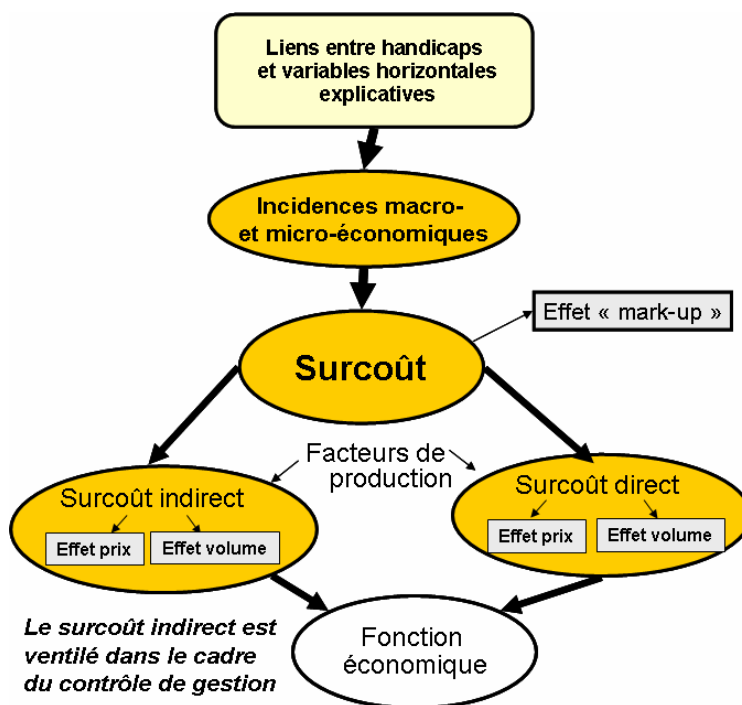 Liens entre handicaps
et variables horizontales
explicatives
Incidences macro-
et micro-économiques
Effet « mark-up »
Surcoût
Facteurs de
production
Surcoût indirect
Effet prix
Effet volume
Surcoût direct
Effet prix
Effet volume
Le surcoût indirect est
ventilé dans le cadre
du contrôle de gestion
Fonction
économique